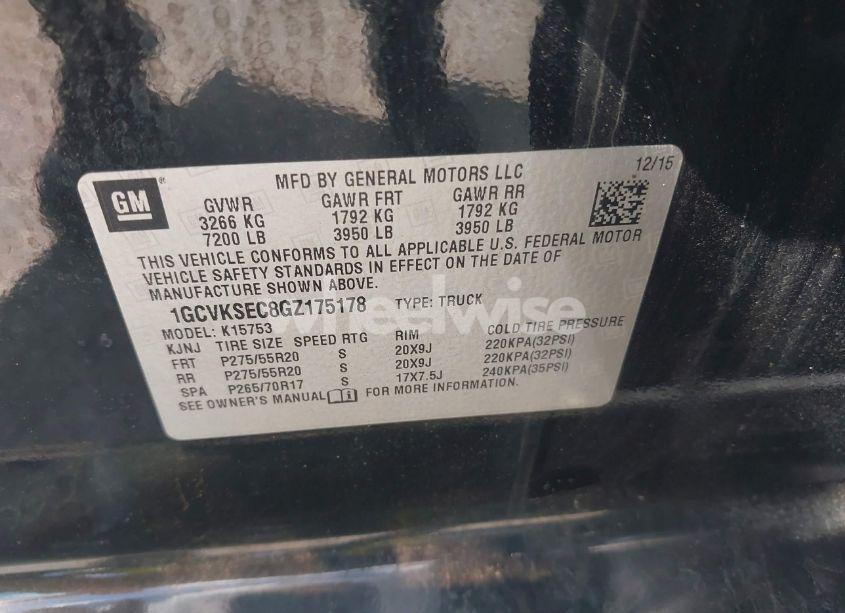 12/15
GM
MFD BY GENERAL MOTORS LLC
GVWR GAWR FRT GAWR RR
3266 KG 1792 KG 1792 KG
7200 LB 3950 LB 3950 LB
THIS VEHICLE CONFORMS TO ALL APPLICABLE U.S. FEDERAL MOTOR
VEHICLE SAFETY STANDARDS IN EFFECT ON THE DATE OF
MANUFACTURE SHOWN ABOVE.
1GCVKSEC8GZ175178 TYPE: TRUCK
wheelwise
MODEL: K15753
KJNJ TIRE SIZE SPEED RTG RIM COLD TIRE PRESSURE
FRT P275/55R20 S 20X9J 220KPA(32PSI)
RR P275/55R20 S 20X9J 220KPA(32PSI)
SPA P265/70R17 S 17X7.5J 240KPA(35PSI)
SEE OWNER'S MANUAL FOR MORE INFORMATION.